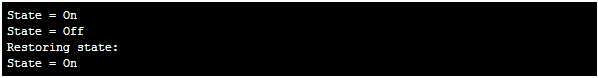 State = On
State = Off
Restoring state:
State = On